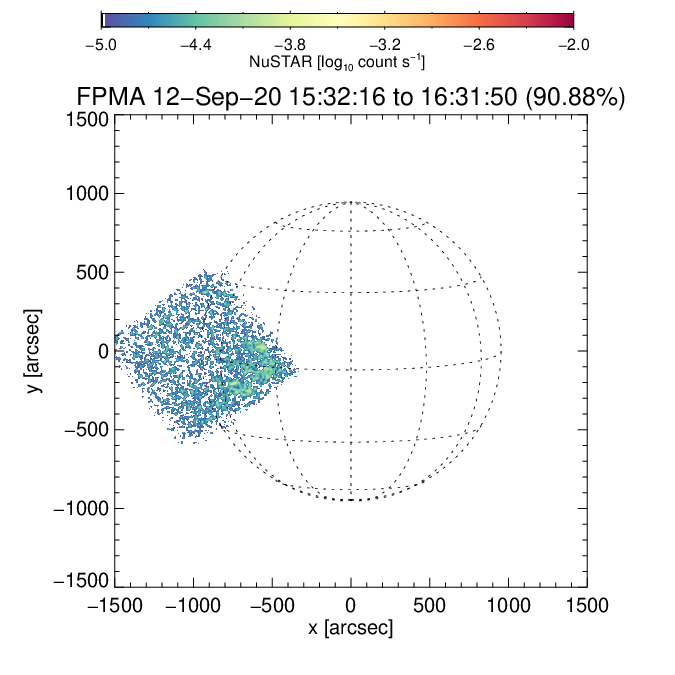 −5.0 −4.4 −3.8 −3.2 −2.6 −2.0
NuSTAR [log₁₀ count s⁻¹]
FPMA 12−Sep−20 15:32:16 to 16:31:50 (90.88%)
1500
1000
500
0
−500
−1000
−1500
y [arcsec]
−1500 −1000 −500 0 500 1000 1500
x [arcsec]